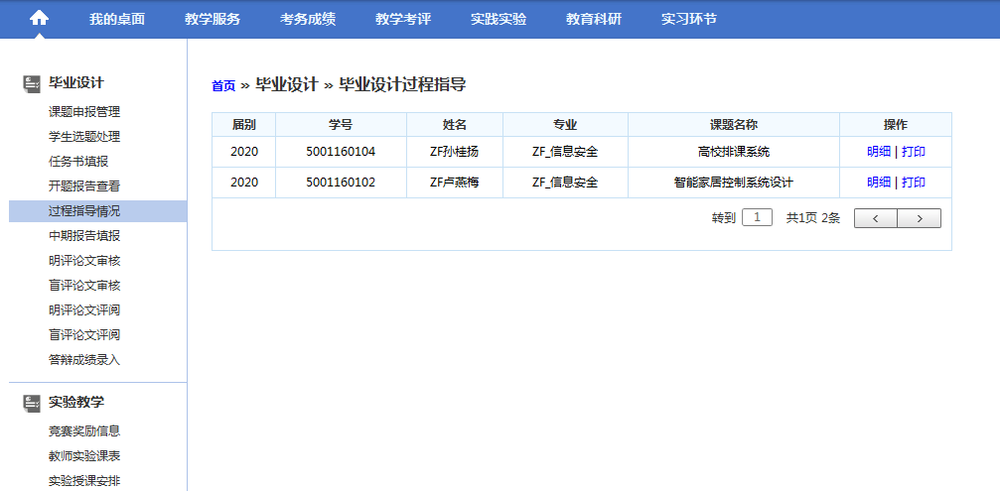 我的桌面 教学服务 考务成绩 教学考评 实践实验 教育科研 实习环节
毕业设计
课题申报管理
学生选题处理
任务书填报
开题报告查看
过程指导情况
中期报告填报
明评论文审核
盲评论文审核
明评论文评阅
盲评论文评阅
答辩成绩录入
实验教学
竞赛奖励信息
教师实验课表
实验授课安排
首页 » 毕业设计 » 毕业设计过程指导
届别 学号 姓名 专业 课题名称 操作
2020 5001160104 ZF孙桂扬 ZF_信息安全 高校排课系统 明细 | 打印
2020 5001160102 ZF卢燕梅 ZF_信息安全 智能家居控制系统设计 明细 | 打印
转到 1 共1页 2条 < >